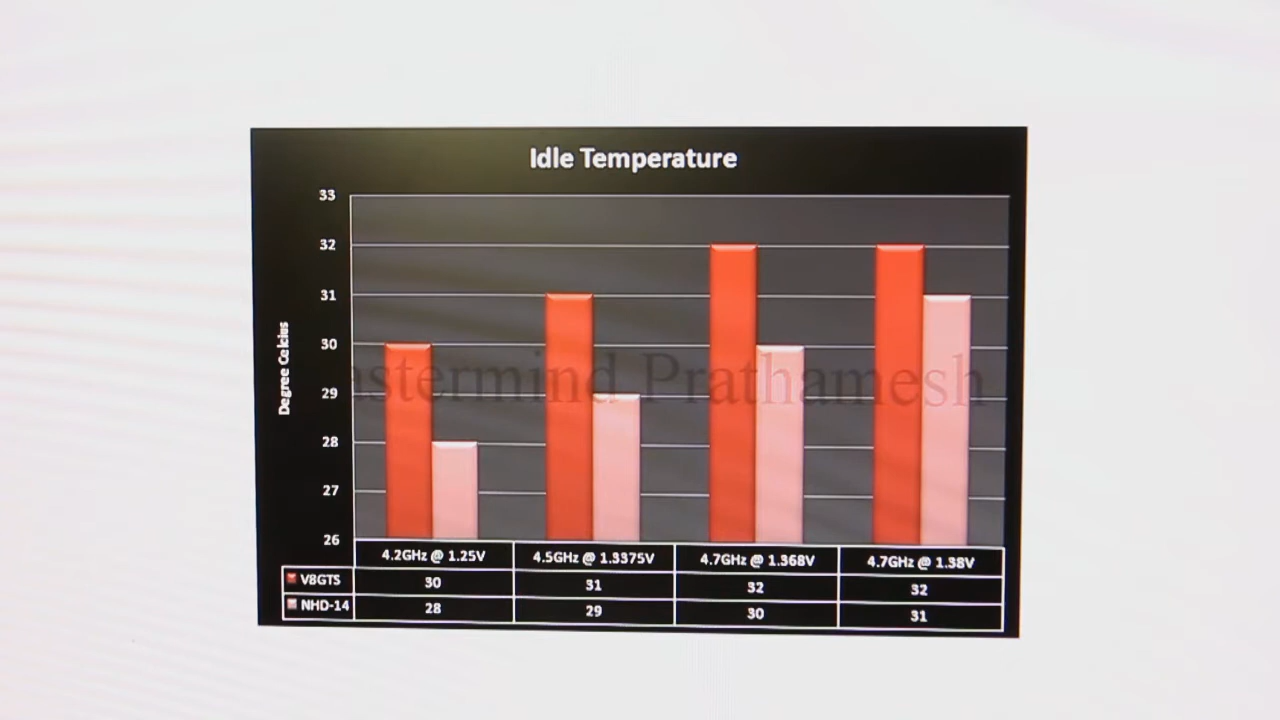 Idle Temperature
33
32
31
30
29
28
27
26
Degree Celcius
Prathamesh
4.2GHz @ 1.25V 4.5GHz @ 1.3375V 4.7GHz @ 1.368V 4.7GHz @ 1.38V
V8GTS 30 31 32 32
NHD-14 28 29 30 31